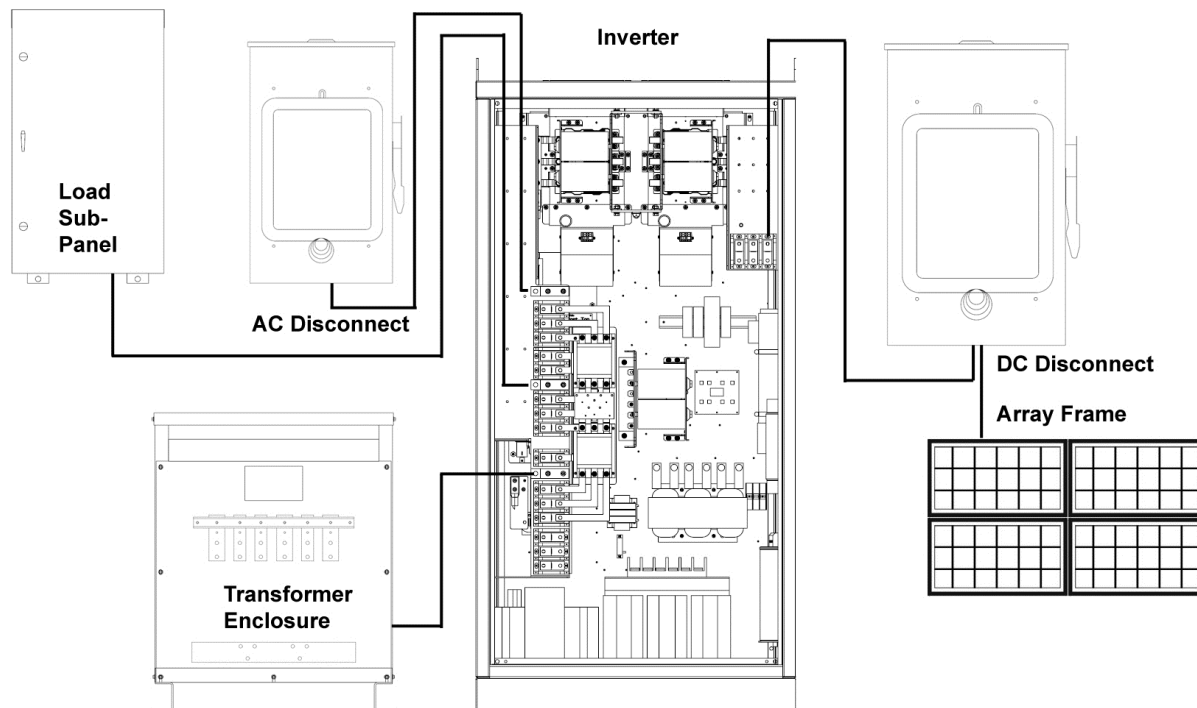 Inverter
Load
Sub-
Panel
AC Disconnect
DC Disconnect
Array Frame
Transformer
Enclosure